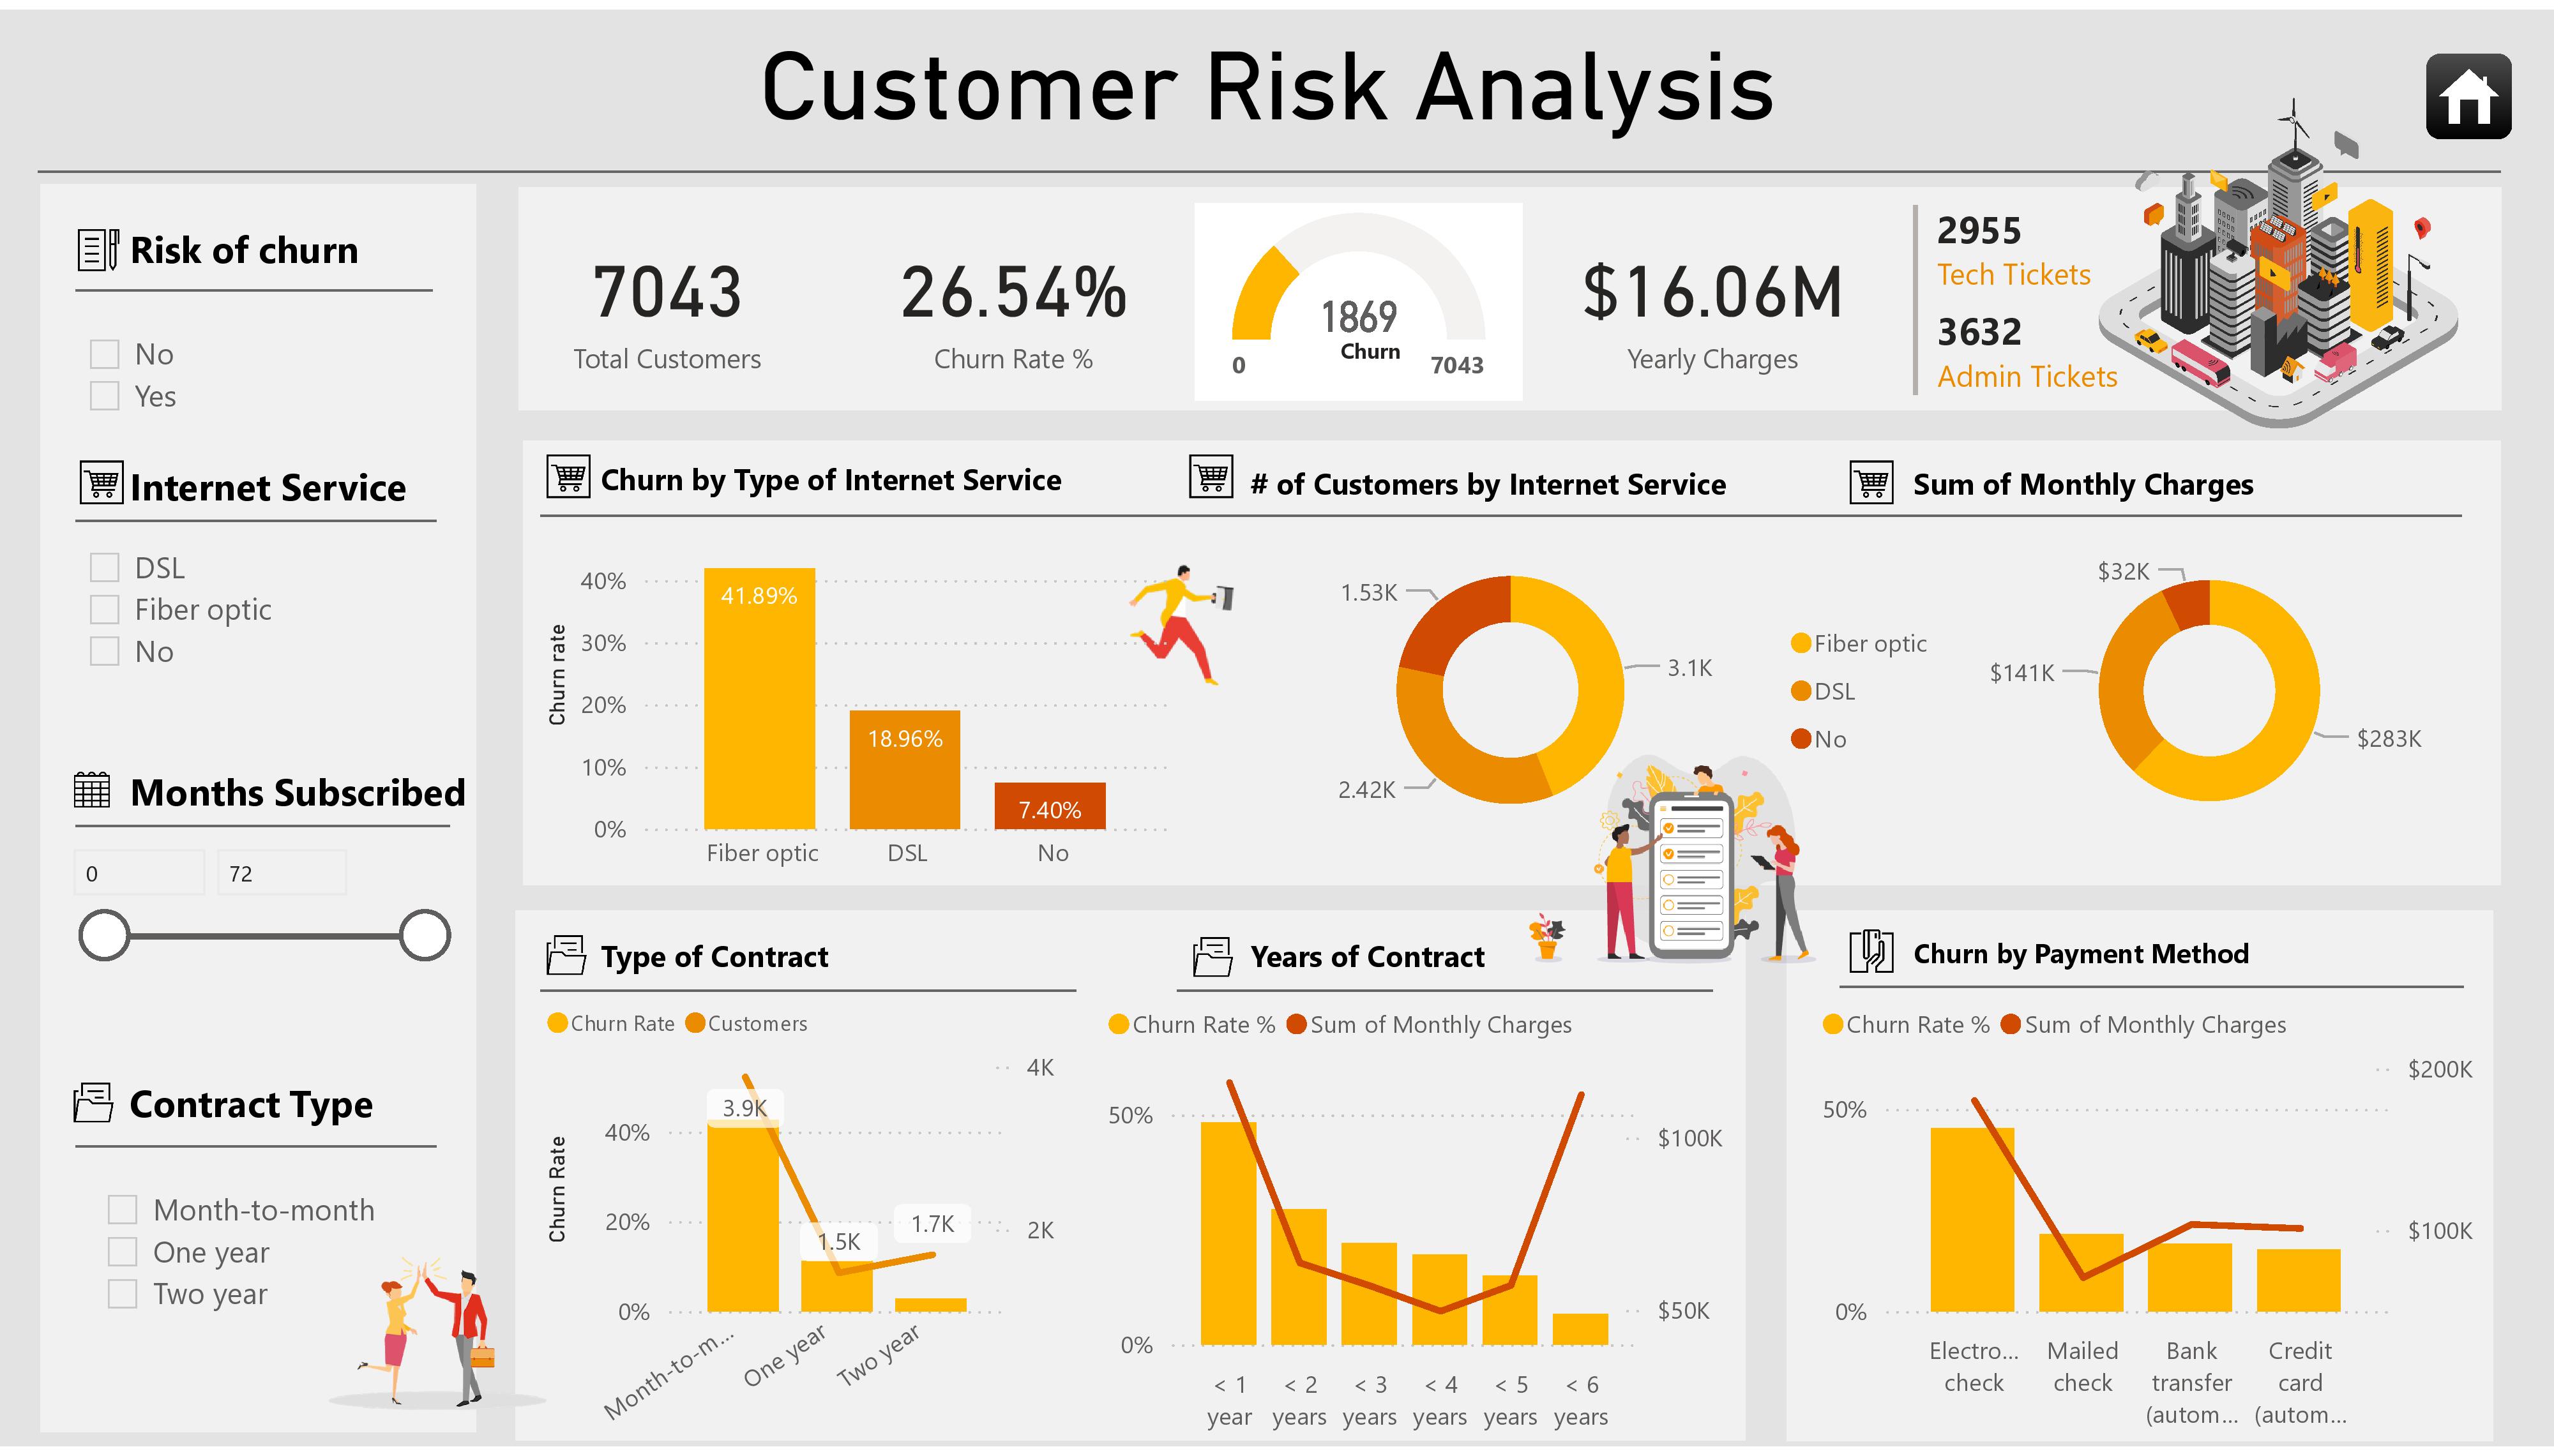 Customer Risk Analysis
Risk of churn
No
Yes
Internet Service
DSL
Fiber optic
No
Months Subscribed
0 72
Contract Type
Month-to-month
One year
Two year
7043
Total Customers
26.54%
Churn Rate %
1869
Churn
0 7043
$16.06M
Yearly Charges
2955
Tech Tickets
3632
Admin Tickets
Churn by Type of Internet Service
Churn rate
40%
30%
20%
10%
0%
41.89%
18.96%
7.40%
Fiber optic DSL No
# of Customers by Internet Service
1.53K
3.1K
2.42K
Fiber optic
DSL
No
Sum of Monthly Charges
$32K
$141K
$283K
Type of Contract
Churn Rate Customers
Churn Rate
40%
20%
0%
4K
2K
3.9K
1.5K
1.7K
Month-to-m...
One year
Two year
Years of Contract
Churn Rate % Sum of Monthly Charges
50%
0%
$100K
$50K
< 1 < 2 < 3 < 4 < 5 < 6
year years years years years years
Churn by Payment Method
Churn Rate % Sum of Monthly Charges
50%
0%
$200K
$100K
Electro... Mailed Bank Credit
check check transfer card
(autom... (autom...